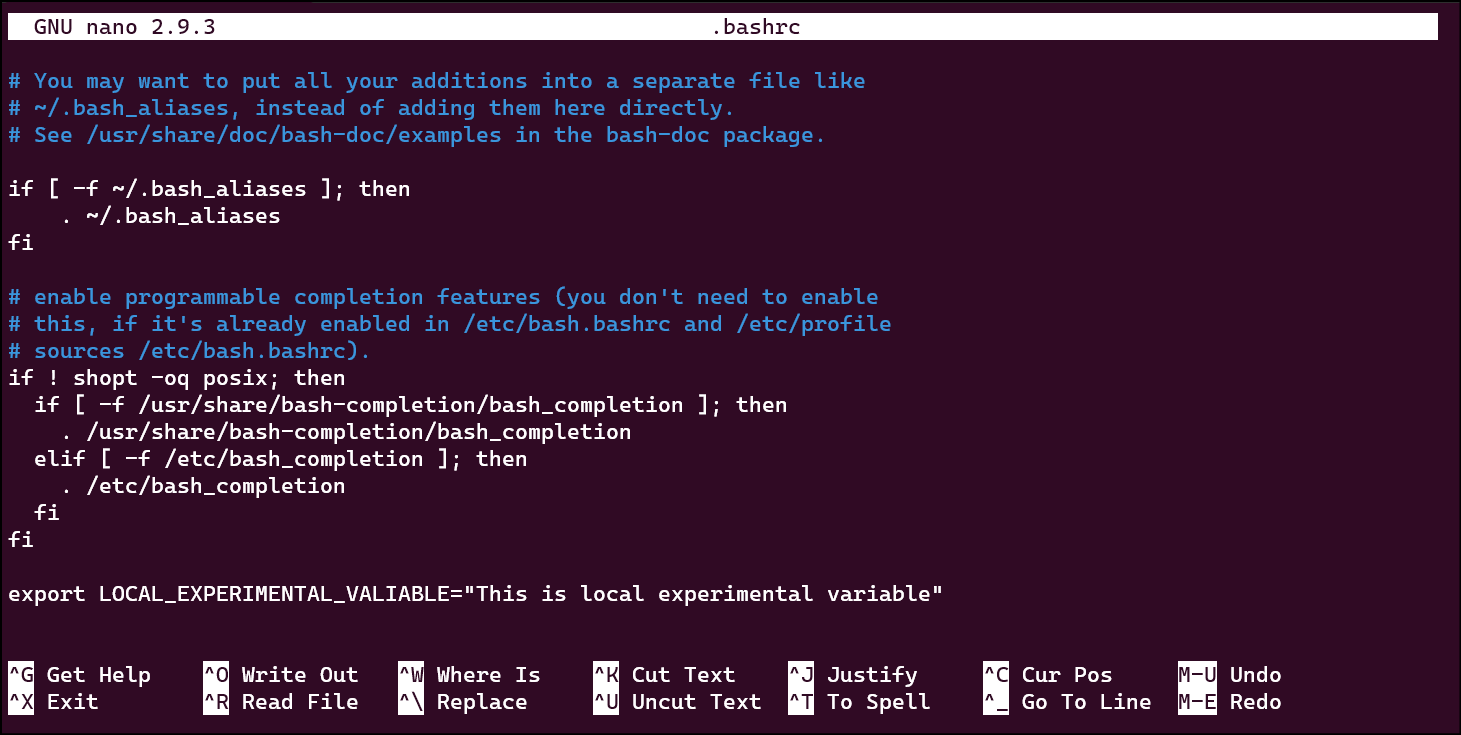 GNU nano 2.9.3 .bashrc
# You may want to put all your additions into a separate file like
# ~/.bash_aliases, instead of adding them here directly.
# See /usr/share/doc/bash-doc/examples in the bash-doc package.
if [ -f ~/.bash_aliases ]; then
    . ~/.bash_aliases
fi
# enable programmable completion features (you don't need to enable
# this, if it's already enabled in /etc/bash.bashrc and /etc/profile
# sources /etc/bash.bashrc).
if ! shopt -oq posix; then
  if [ -f /usr/share/bash-completion/bash_completion ]; then
    . /usr/share/bash-completion/bash_completion
  elif [ -f /etc/bash_completion ]; then
    . /etc/bash_completion
  fi
fi
export LOCAL_EXPERIMENTAL_VALIABLE="This is local experimental variable"
^G Get Help ^O Write Out ^W Where Is ^K Cut Text ^J Justify ^C Cur Pos M-U Undo
^X Exit ^R Read File ^\ Replace ^U Uncut Text ^T To Spell ^_ Go To Line M-E Redo